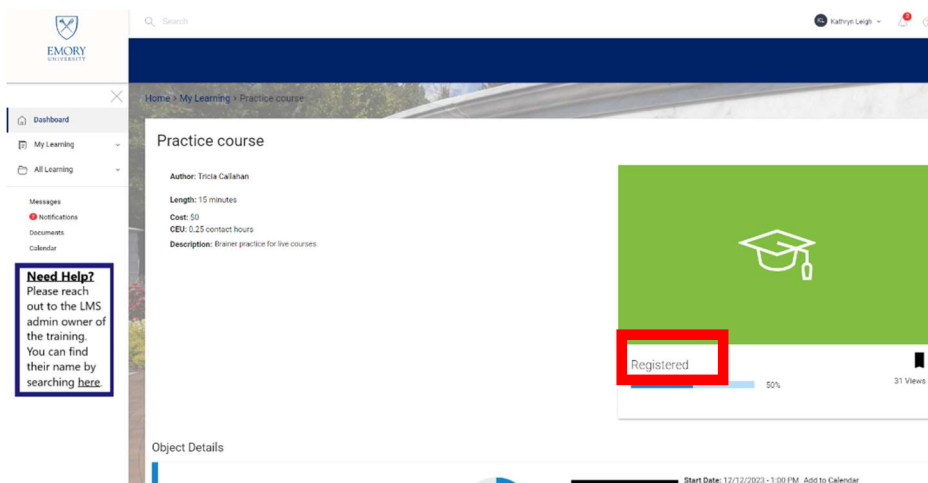 EMORY
UNIVERSITY
Search
XL Kathryn Leigh
Home > My Learning > Practice course
Dashboard
My Learning
All Learning
Messages
Notifications
Documents
Calendar
Need Help?
Please reach
out to the LMS
admin owner of
the training.
You can find
their name by
searching here.
Practice course
Author: Tricia Callahan
Length: 15 minutes
Cost: $0
CEU: 0.25 contact hours
Description: Brainer practice for live courses.
Registered
50%
31 Views
Object Details
Start Date: 12/12/2023 - 1:00 PM Add to Calendar